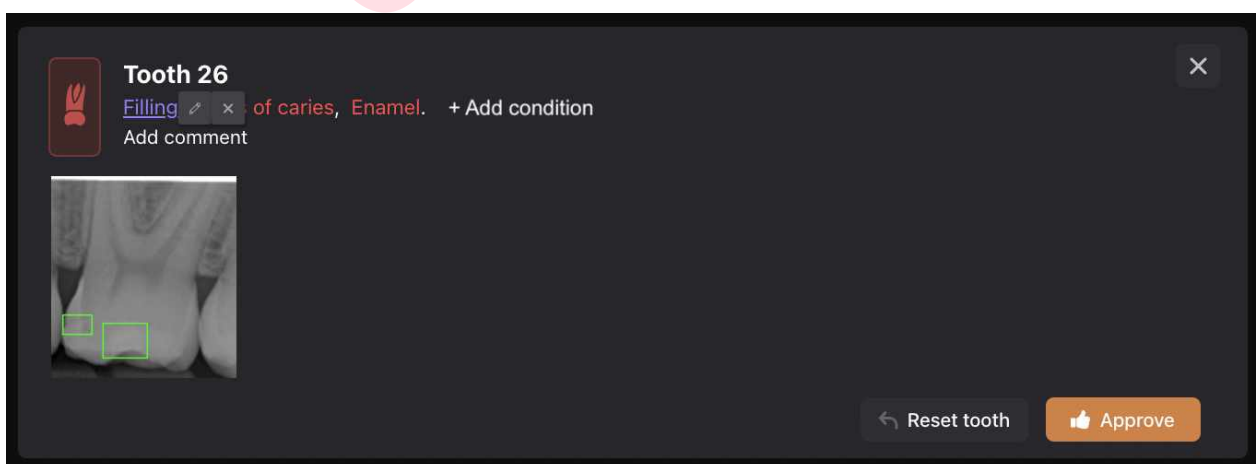 Tooth 26
Filling of caries, Enamel. + Add condition
Add comment
Reset tooth
Approve